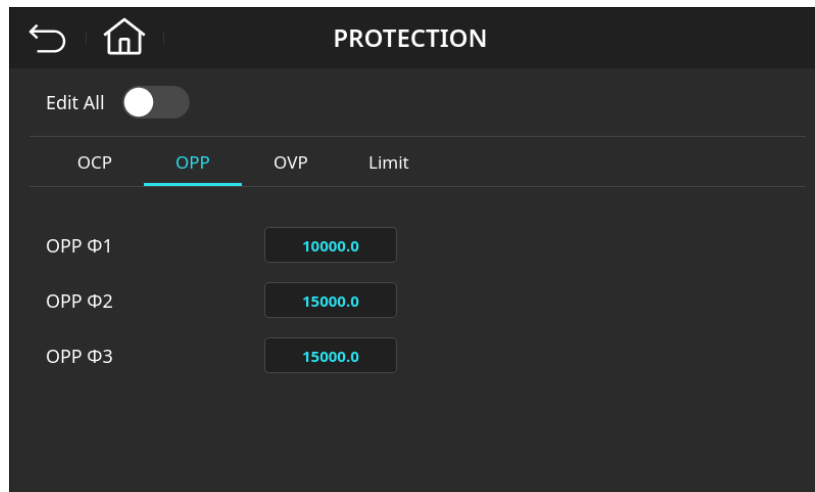 PROTECTION
Edit All
OCP OPP OVP Limit
OPP Φ1 10000.0
OPP Φ2 15000.0
OPP Φ3 15000.0